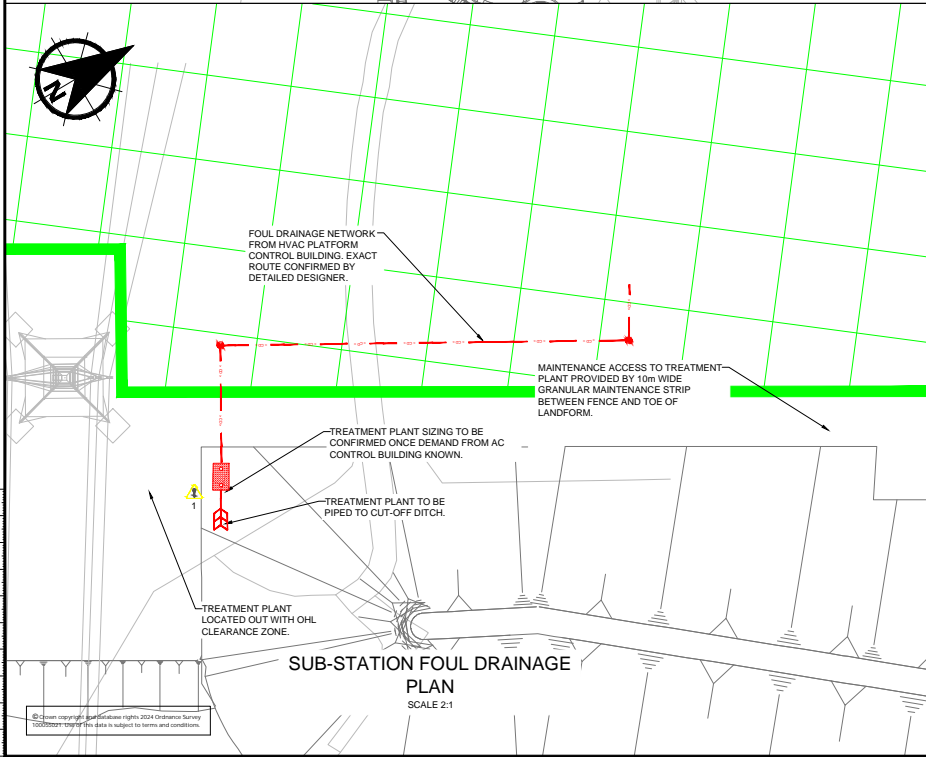 N
FOUL DRAINAGE NETWORK
FROM HVAC PLATFORM
CONTROL BUILDING. EXACT
ROUTE CONFIRMED BY
DETAILED DESIGNER.
MAINTENANCE ACCESS TO TREATMENT
PLANT PROVIDED BY 10m WIDE
GRANULAR MAINTENANCE STRIP
BETWEEN FENCE AND TOE OF
LANDFORM.
TREATMENT PLANT SIZING TO BE
CONFIRMED ONCE DEMAND FROM AC
CONTROL BUILDING KNOWN.
1
TREATMENT PLANT TO BE
PIPED TO CUT-OFF DITCH.
TREATMENT PLANT
LOCATED OUT WITH OHL
CLEARANCE ZONE.
SUB-STATION FOUL DRAINAGE
PLAN
SCALE 2:1
© Crown copyright and database rights 2024 Ordnance Survey
Use of this data is subject to terms and conditions.